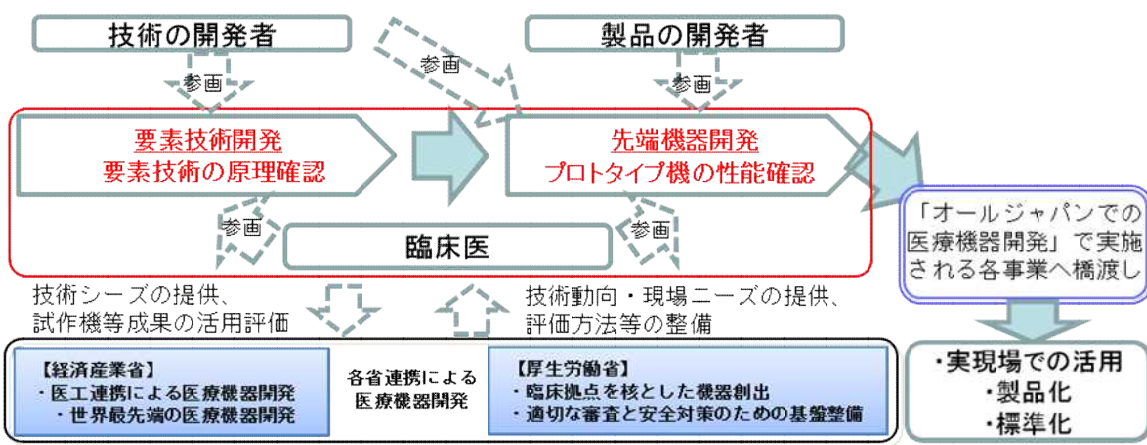 技術の開発者
製品の開発者
参画
参画
参画
要素技術開発
要素技術の原理確認
先端機器開発
プロトタイプ機の性能確認
参画
臨床医
参画
「オールジャパンでの
医療機器開発」で実施
される各事業へ橋渡し
技術シーズの提供、
試作機等成果の活用評価
技術動向・現場ニーズの提供、
評価方法等の整備
【経済産業省】
・医工連携による医療機器開発
・世界最先端の医療機器開発
各省連携による
医療機器開発
【厚生労働省】
・臨床拠点を核とした機器創出
・適切な審査と安全対策のための基盤整備
・実現場での活用
・製品化
・標準化